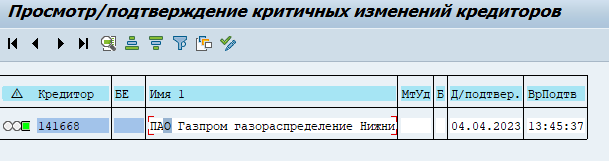 Просмотр/подтверждение критичных изменений кредиторов
Кредитор БЕ Имя 1 МтУд Б Д/подтвер. ВрПодтв
141668 ПАО Газпром газораспределение Нижни 04.04.2023 13:45:37